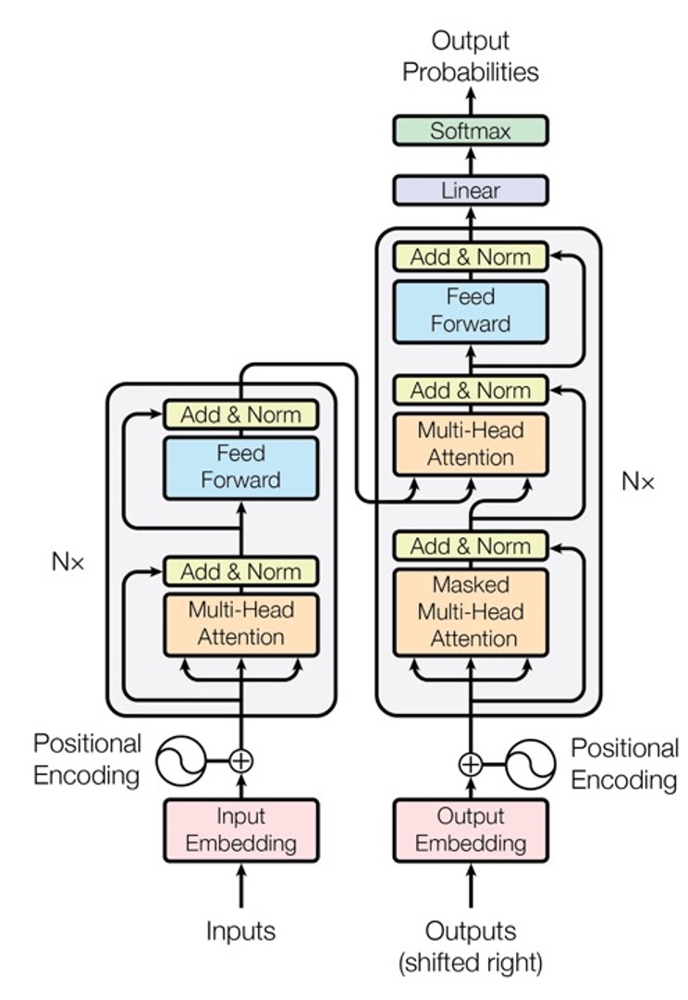 Output
Probabilities
Softmax
Linear
Add & Norm
Feed
Forward
Add & Norm
Multi-Head
Attention
Nx
Add & Norm
Masked
Multi-Head
Attention
Add & Norm
Feed
Forward
Nx
Add & Norm
Multi-Head
Attention
Positional
Encoding
Positional
Encoding
Input
Embedding
Output
Embedding
Inputs
Outputs
(shifted right)